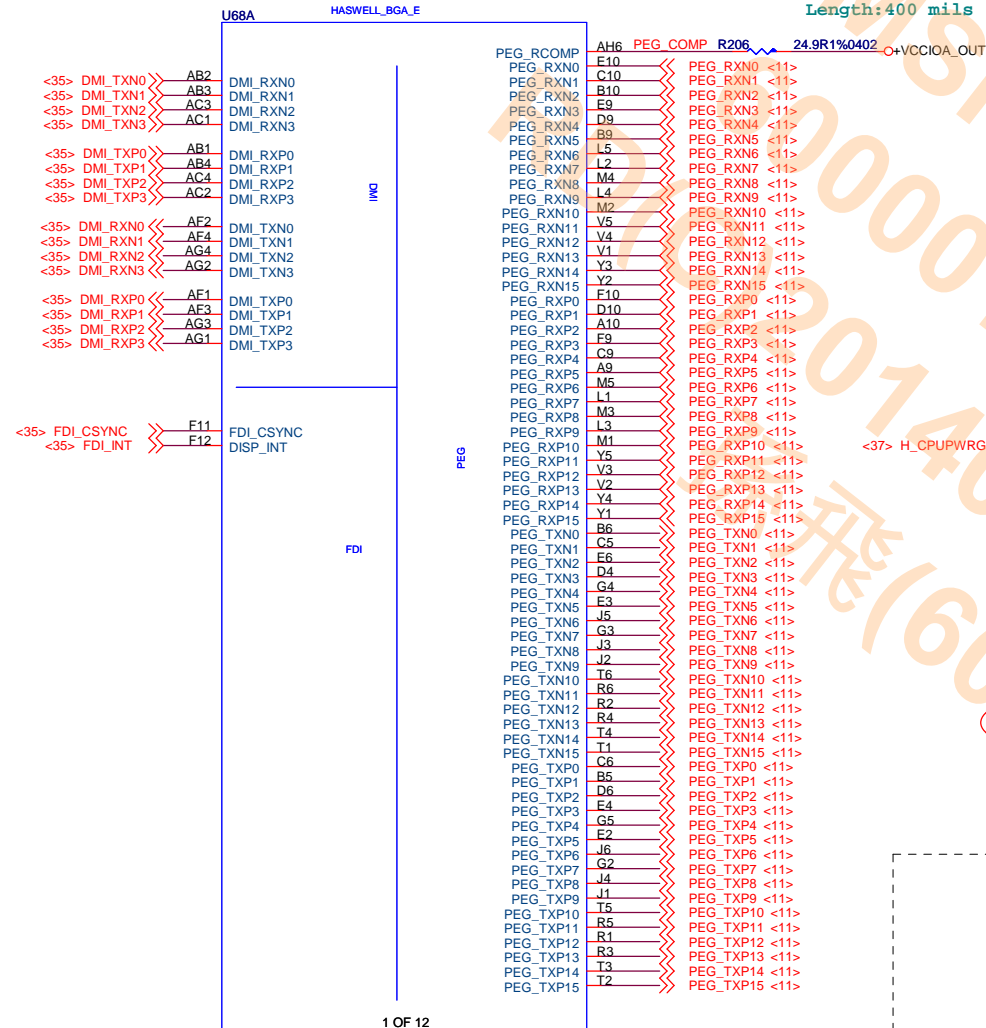 HASWELL_BGA_E
Length:400 mils
U68A
PEG_RCOMP AH6 PEG_COMP R206 24.9R1%0402 +VCCIOA_OUT
<35> DMI_TXN0 AB2 DMI_RXN0
<35> DMI_TXN1 AB3 DMI_RXN1
<35> DMI_TXN2 AC3 DMI_RXN2
<35> DMI_TXN3 AC1 DMI_RXN3
<35> DMI_TXP0 AB1 DMI_RXP0
<35> DMI_TXP1 AB4 DMI_RXP1
<35> DMI_TXP2 AC4 DMI_RXP2
<35> DMI_TXP3 AC2 DMI_RXP3
<35> DMI_RXN0 AF2 DMI_TXN0
<35> DMI_RXN1 AF4 DMI_TXN1
<35> DMI_RXN2 AG4 DMI_TXN2
<35> DMI_RXN3 AG2 DMI_TXN3
<35> DMI_RXP0 AF1 DMI_TXP0
<35> DMI_RXP1 AF3 DMI_TXP1
<35> DMI_RXP2 AG3 DMI_TXP2
<35> DMI_RXP3 AG1 DMI_TXP3
<35> FDI_CSYNC F11 FDI_CSYNC
<35> FDI_INT F12 DISP_INT
DMI
FDI
PEG
PEG_RXN0 E10 PEG_RXN0 <11>
PEG_RXN1 C10 PEG_RXN1 <11>
PEG_RXN2 B10 PEG_RXN2 <11>
PEG_RXN3 E9 PEG_RXN3 <11>
PEG_RXN4 D9 PEG_RXN4 <11>
PEG_RXN5 B9 PEG_RXN5 <11>
PEG_RXN6 L5 PEG_RXN6 <11>
PEG_RXN7 L2 PEG_RXN7 <11>
PEG_RXN8 M4 PEG_RXN8 <11>
PEG_RXN9 L4 PEG_RXN9 <11>
PEG_RXN10 M2 PEG_RXN10 <11>
PEG_RXN11 V5 PEG_RXN11 <11>
PEG_RXN12 V4 PEG_RXN12 <11>
PEG_RXN13 V1 PEG_RXN13 <11>
PEG_RXN14 Y3 PEG_RXN14 <11>
PEG_RXN15 Y2 PEG_RXN15 <11>
PEG_RXP0 F10 PEG_RXP0 <11>
PEG_RXP1 D10 PEG_RXP1 <11>
PEG_RXP2 A10 PEG_RXP2 <11>
PEG_RXP3 F9 PEG_RXP3 <11>
PEG_RXP4 C9 PEG_RXP4 <11>
PEG_RXP5 A9 PEG_RXP5 <11>
PEG_RXP6 M5 PEG_RXP6 <11>
PEG_RXP7 L1 PEG_RXP7 <11>
PEG_RXP8 M3 PEG_RXP8 <11>
PEG_RXP9 L3 PEG_RXP9 <11>
PEG_RXP10 M1 PEG_RXP10 <11>
<37> H_CPUPWRG
PEG_RXP11 Y5 PEG_RXP11 <11>
PEG_RXP12 V3 PEG_RXP12 <11>
PEG_RXP13 V2 PEG_RXP13 <11>
PEG_RXP14 Y4 PEG_RXP14 <11>
PEG_RXP15 Y1 PEG_RXP15 <11>
PEG_TXN0 B6 PEG_TXN0 <11>
PEG_TXN1 C5 PEG_TXN1 <11>
PEG_TXN2 E6 PEG_TXN2 <11>
PEG_TXN3 D4 PEG_TXN3 <11>
PEG_TXN4 G4 PEG_TXN4 <11>
PEG_TXN5 E3 PEG_TXN5 <11>
PEG_TXN6 J5 PEG_TXN6 <11>
PEG_TXN7 G3 PEG_TXN7 <11>
PEG_TXN8 J3 PEG_TXN8 <11>
PEG_TXN9 J2 PEG_TXN9 <11>
PEG_TXN10 T6 PEG_TXN10 <11>
PEG_TXN11 R6 PEG_TXN11 <11>
PEG_TXN12 R2 PEG_TXN12 <11>
PEG_TXN13 R4 PEG_TXN13 <11>
PEG_TXN14 T4 PEG_TXN14 <11>
PEG_TXN15 T1 PEG_TXN15 <11>
PEG_TXP0 C6 PEG_TXP0 <11>
PEG_TXP1 B5 PEG_TXP1 <11>
PEG_TXP2 D6 PEG_TXP2 <11>
PEG_TXP3 E4 PEG_TXP3 <11>
PEG_TXP4 G5 PEG_TXP4 <11>
PEG_TXP5 E2 PEG_TXP5 <11>
PEG_TXP6 J6 PEG_TXP6 <11>
PEG_TXP7 G2 PEG_TXP7 <11>
PEG_TXP8 J4 PEG_TXP8 <11>
PEG_TXP9 J1 PEG_TXP9 <11>
PEG_TXP10 T5 PEG_TXP10 <11>
PEG_TXP11 R5 PEG_TXP11 <11>
PEG_TXP12 R1 PEG_TXP12 <11>
PEG_TXP13 R3 PEG_TXP13 <11>
PEG_TXP14 T3 PEG_TXP14 <11>
PEG_TXP15 T2 PEG_TXP15 <11>
1 OF 12